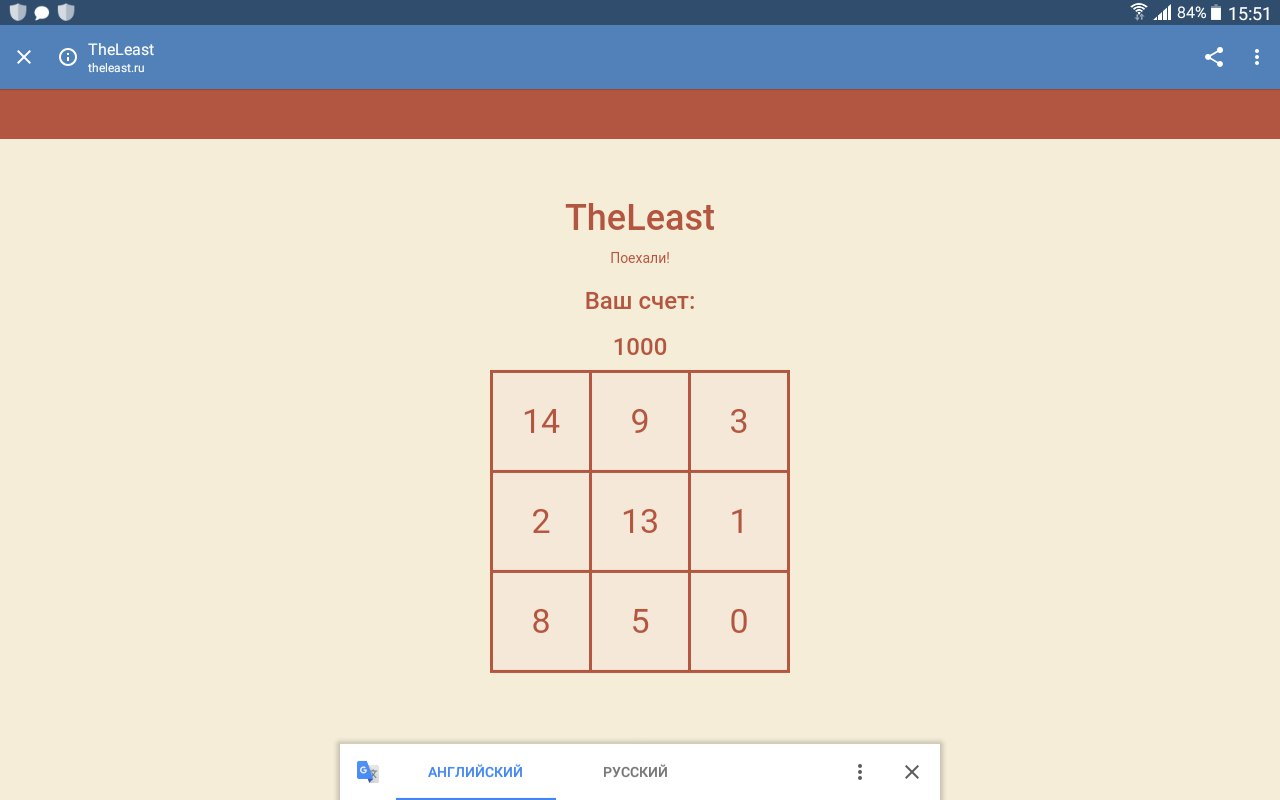 84% 15:51
TheLeast
theleast.ru
TheLeast
Поехали!
Ваш счет:
1000
14 9 3
2 13 1
8 5 0
АНГЛИЙСКИЙ РУССКИЙ